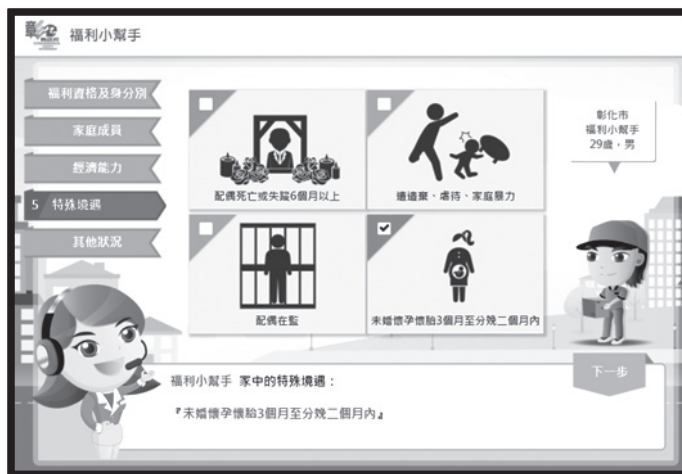 福利小幫手
福利資格及身分別
家庭成員
經濟能力
5 特殊境遇
其他狀況
配偶死亡或失蹤6個月以上
遭遺棄、虐待、家庭暴力
配偶在監
未婚懷孕懷胎3個月至分娩二個月內
彰化市
福利小幫手
29歲，男
福利小幫手 家中的特殊境遇：
『未婚懷孕懷胎3個月至分娩二個月內』
下一步